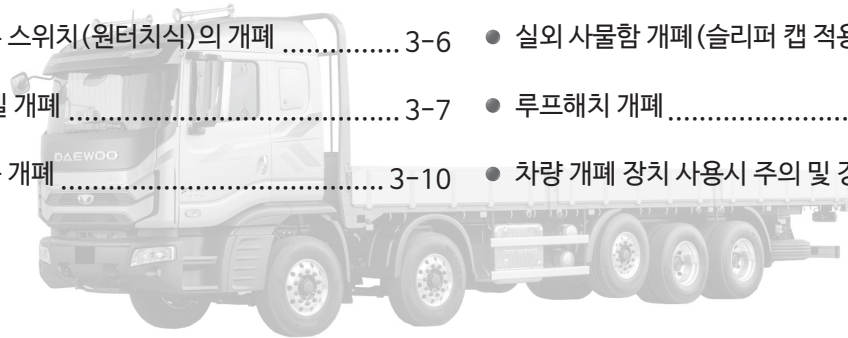 스위치(원터치식)의 개폐 .............. 3-6
개폐 ........................................ 3-7
개폐 ........................................ 3-10
● 실외 사물함 개폐(슬리퍼 캡 적용
● 루프해치 개폐......................
● 차량 개폐 장치 사용시 주의 및
DAEWOO